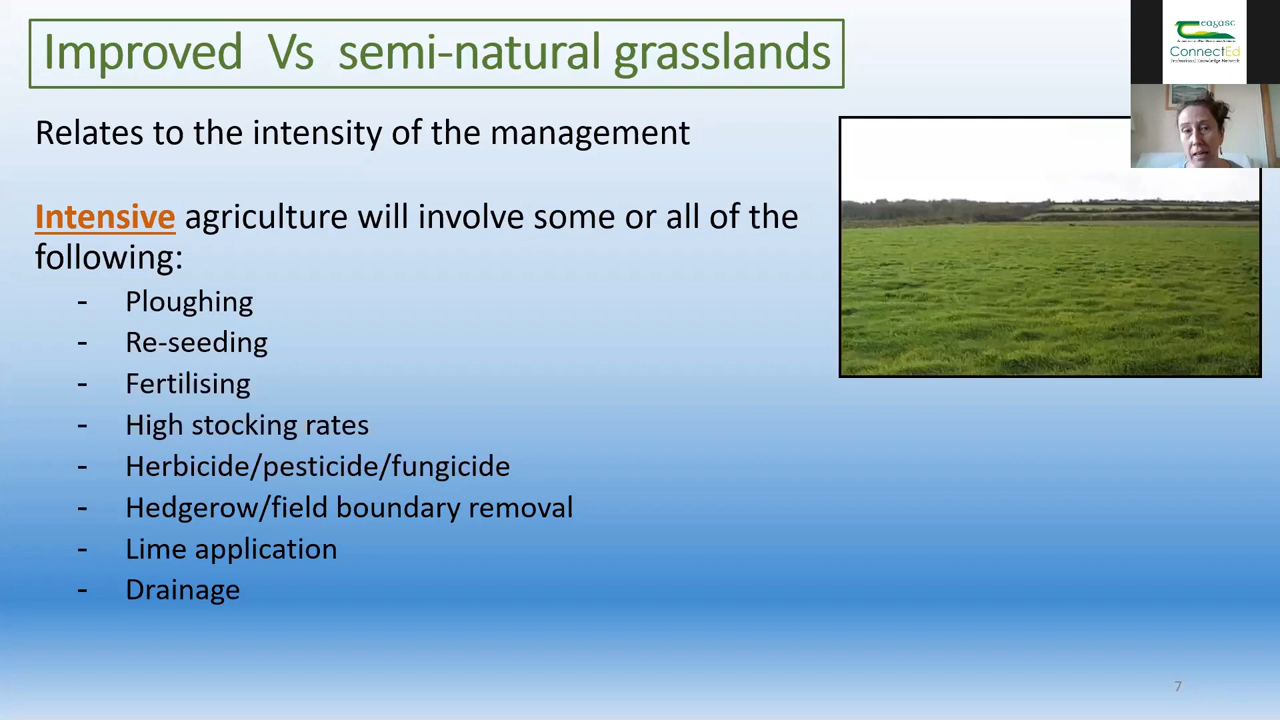 Improved Vs semi-natural grasslands
eagasc
ConnectEd
Relates to the intensity of the management
Intensive agriculture will involve some or all of the
following:
- Ploughing
- Re-seeding
- Fertilising
- High stocking rates
- Herbicide/pesticide/fungicide
- Hedgerow/field boundary removal
- Lime application
- Drainage
7